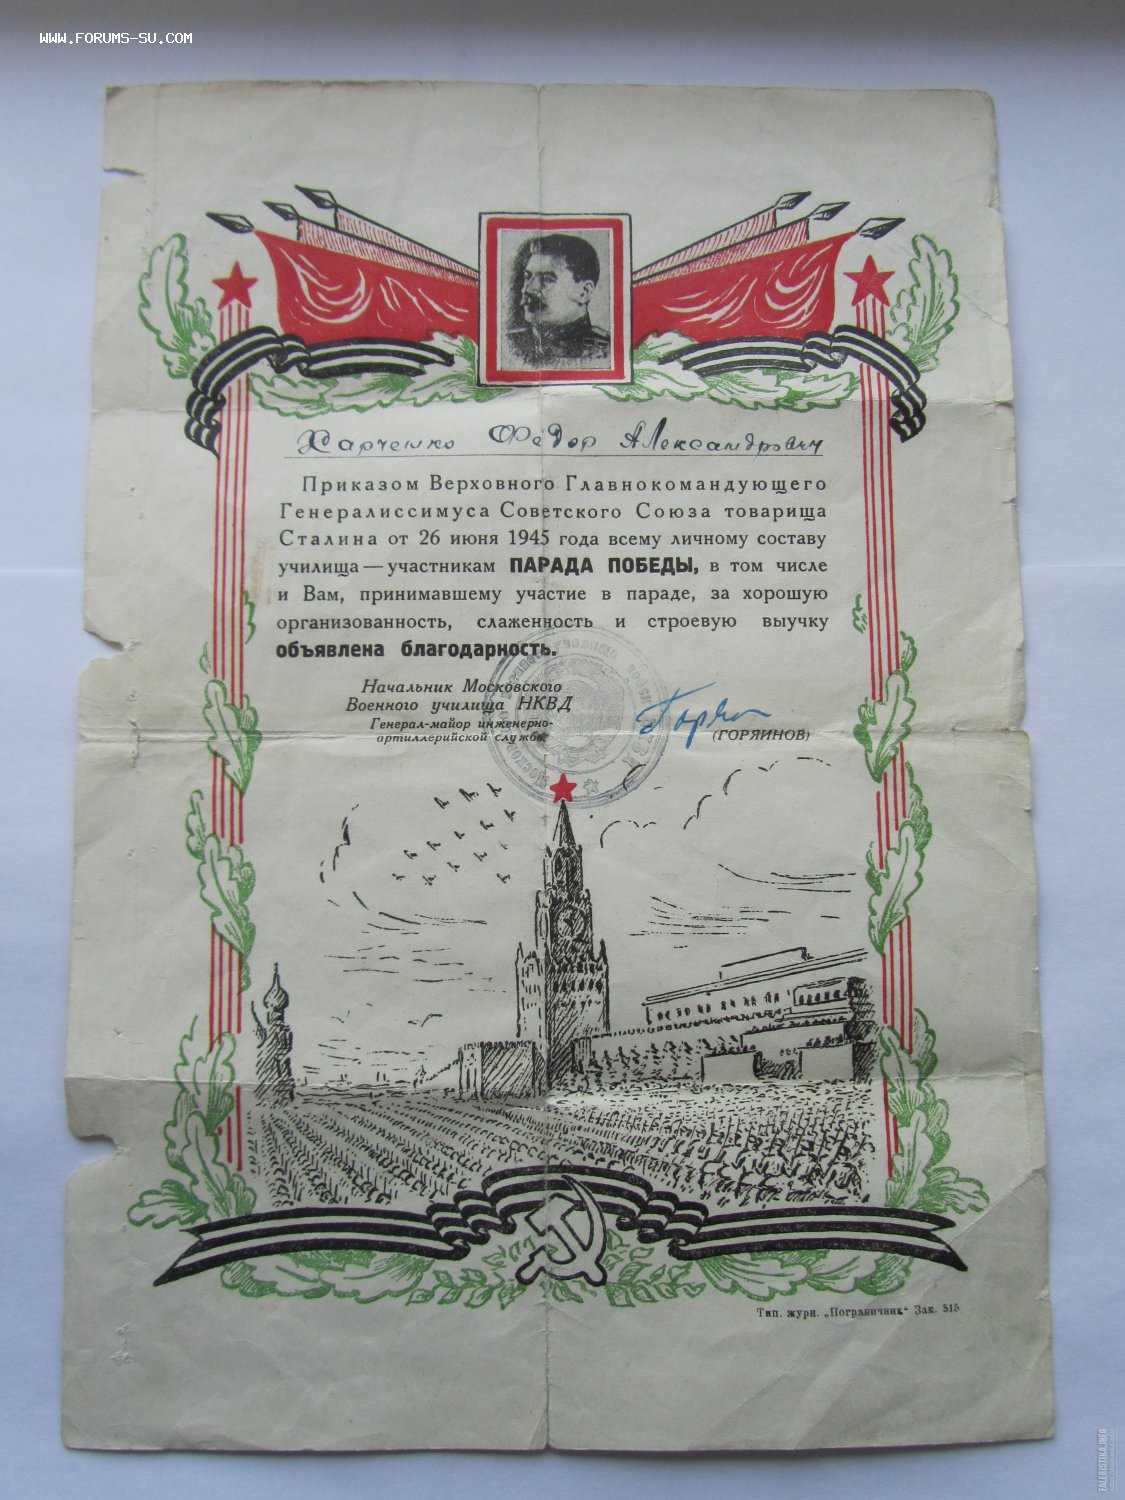 WWW.FORUMS-SU.COM
Харченко Федор Александрович
Приказом Верховного Главнокомандующего
Генералиссимуса Советского Союза товарища
Сталина от 26 июня 1945 года всему личному составу
училища — участникам ПАРАДА ПОБЕДЫ, в том числе
и Вам, принимавшему участие в параде, за хорошую
организованность, слаженность и строевую выучку
объявлена благодарность.
Начальник Московского
Военного училища НКВД
Генерал-майор инженерно-
артиллерийской службы
(ГОРЯИНОВ)
Тип. журн. „Пограничник“ Зак. 515
FALERISTIKA.INFO